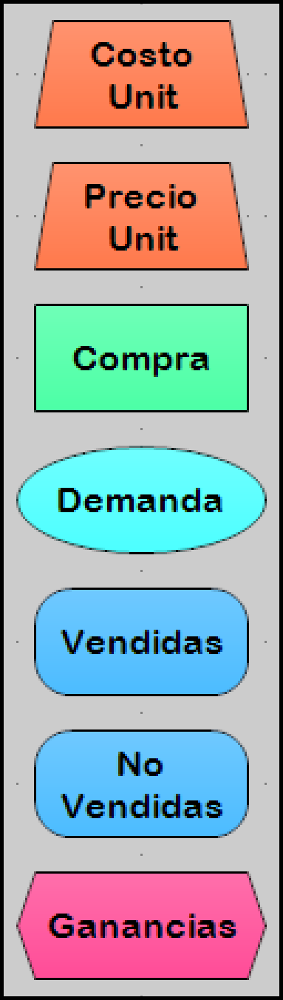 Costo
Unit
Precio
Unit
Compra
Demanda
Vendidas
No
Vendidas
Ganancias